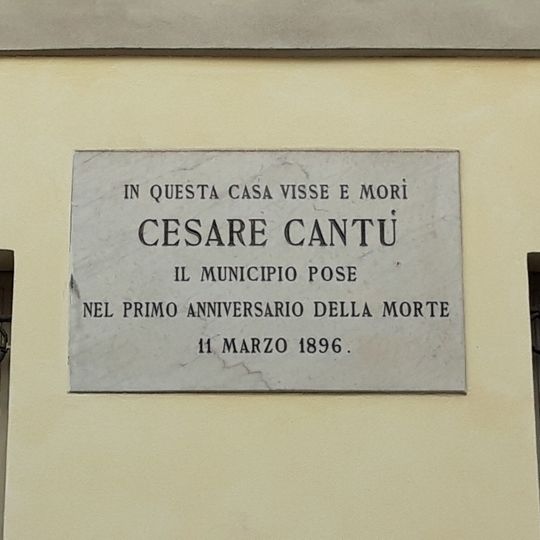 IN QUESTA CASA VISSE E MORÌ
CESARE CANTÙ
IL MUNICIPIO POSE
NEL PRIMO ANNIVERSARIO DELLA MORTE
11 MARZO 1896.